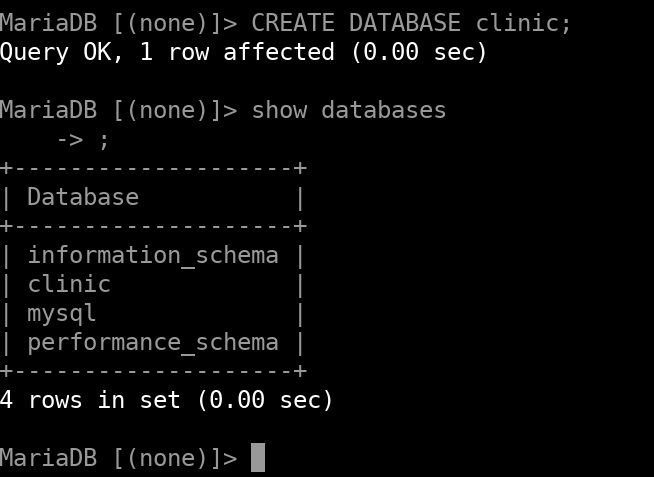 MariaDB [(none)]> CREATE DATABASE clinic;
Query OK, 1 row affected (0.00 sec)

MariaDB [(none)]> show databases
    -> ;
+--------------------+
| Database           |
+--------------------+
| information_schema |
| clinic             |
| mysql              |
| performance_schema |
+--------------------+
4 rows in set (0.00 sec)

MariaDB [(none)]>